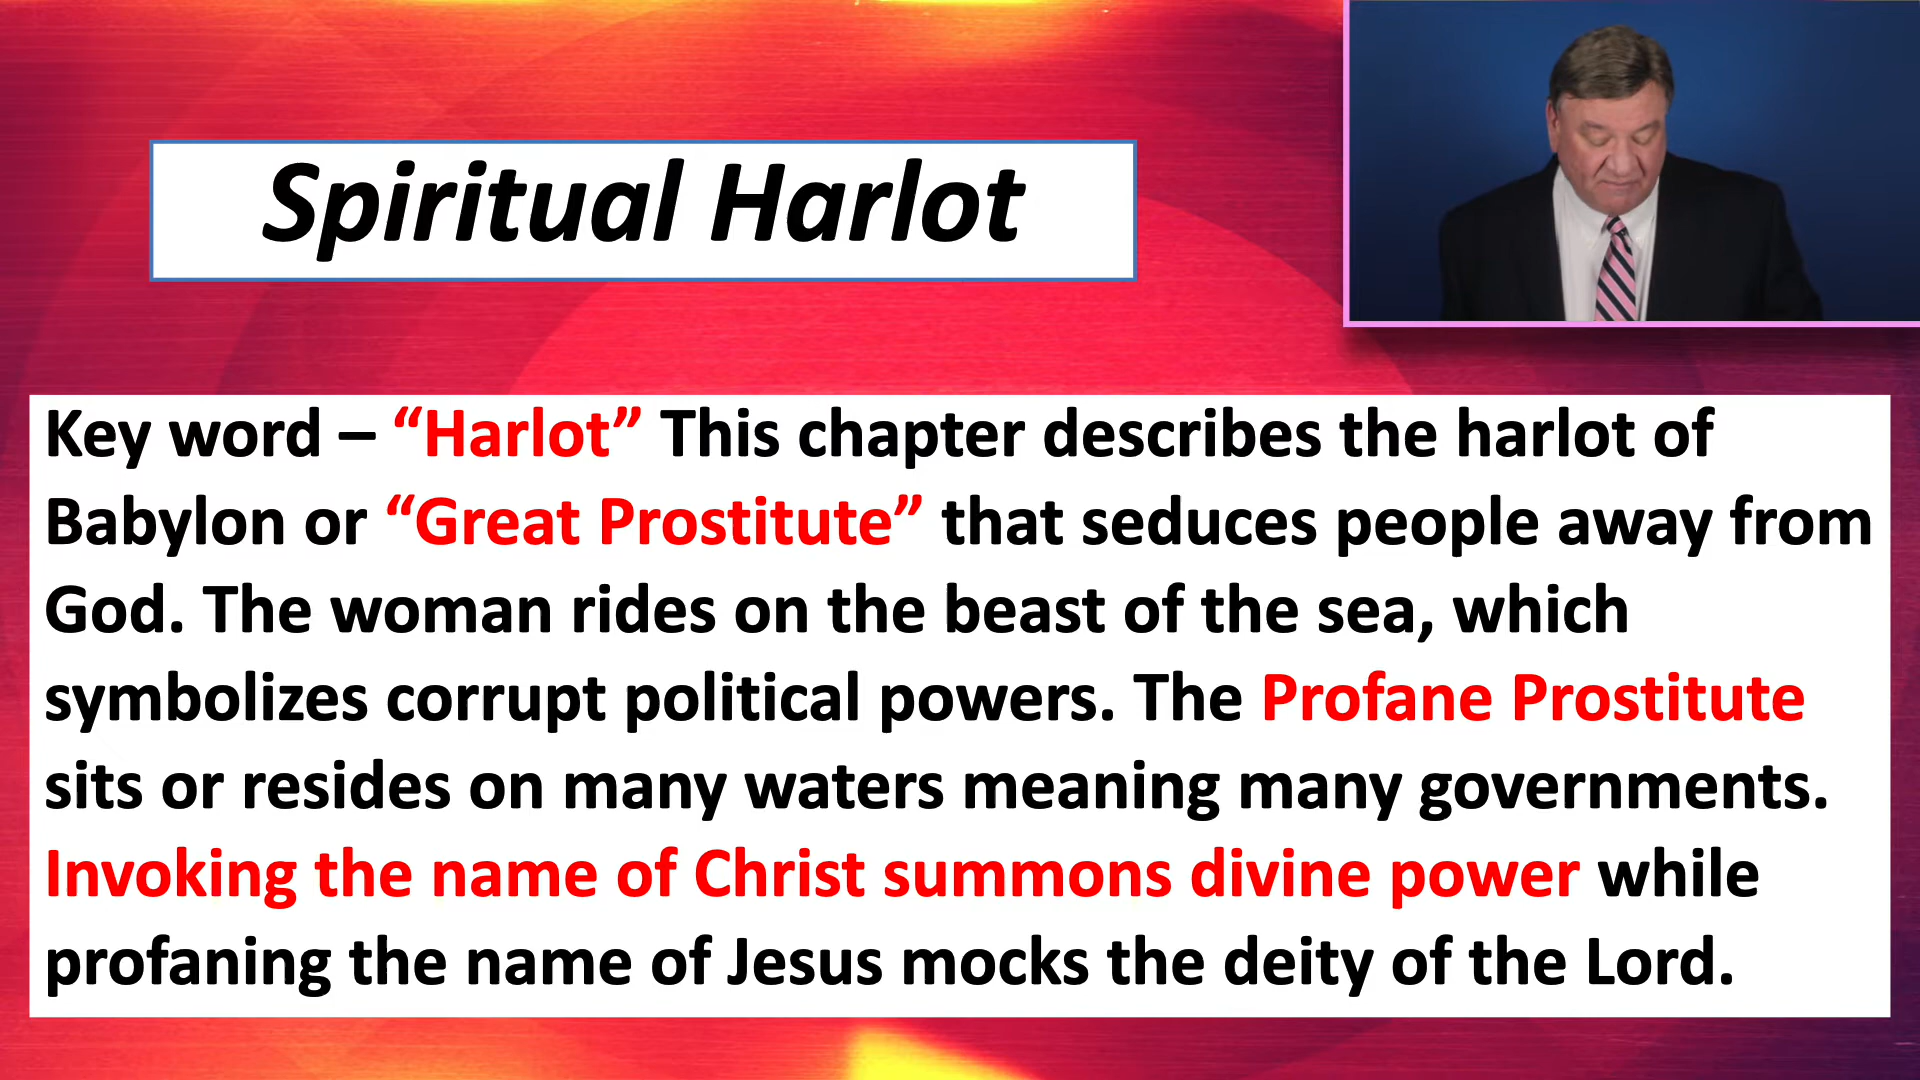 Spiritual Harlot
Key word – “Harlot” This chapter describes the harlot of
Babylon or “Great Prostitute” that seduces people away from
God. The woman rides on the beast of the sea, which
symbolizes corrupt political powers. The Profane Prostitute
sits or resides on many waters meaning many governments.
Invoking the name of Christ summons divine power while
profaning the name of Jesus mocks the deity of the Lord.